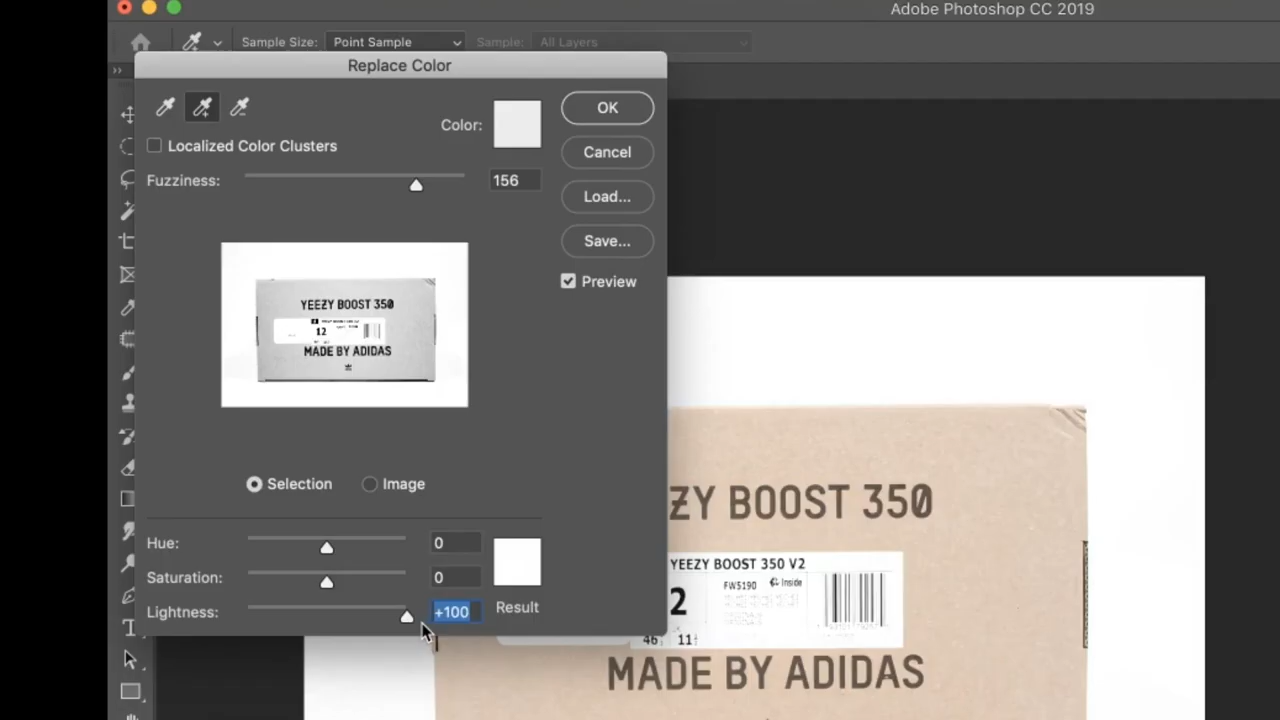 Adobe Photoshop CC 2019
Sample Size: Point Sample Sample: All Layers
Replace Color
Color:
OK
Cancel
Load...
Save...
Preview
Localized Color Clusters
Fuzziness: 156
YEEZY BOOST 350
12
MADE BY ADIDAS
Selection Image
Hue: 0
Saturation: 0
Lightness: +100
Result
ZY BOOST 350
YEEZY BOOST 350 V2
2
FW5190
Inside
46 11
MADE BY ADIDAS